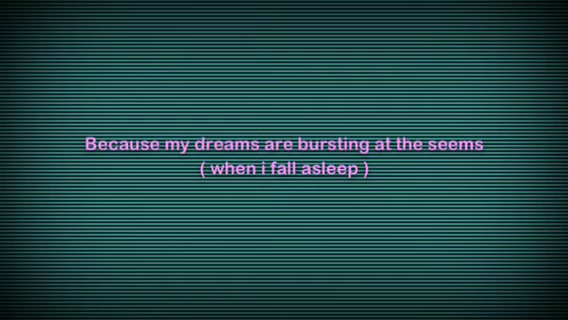 Because my dreams are bursting at the seems
( when i fall asleep )